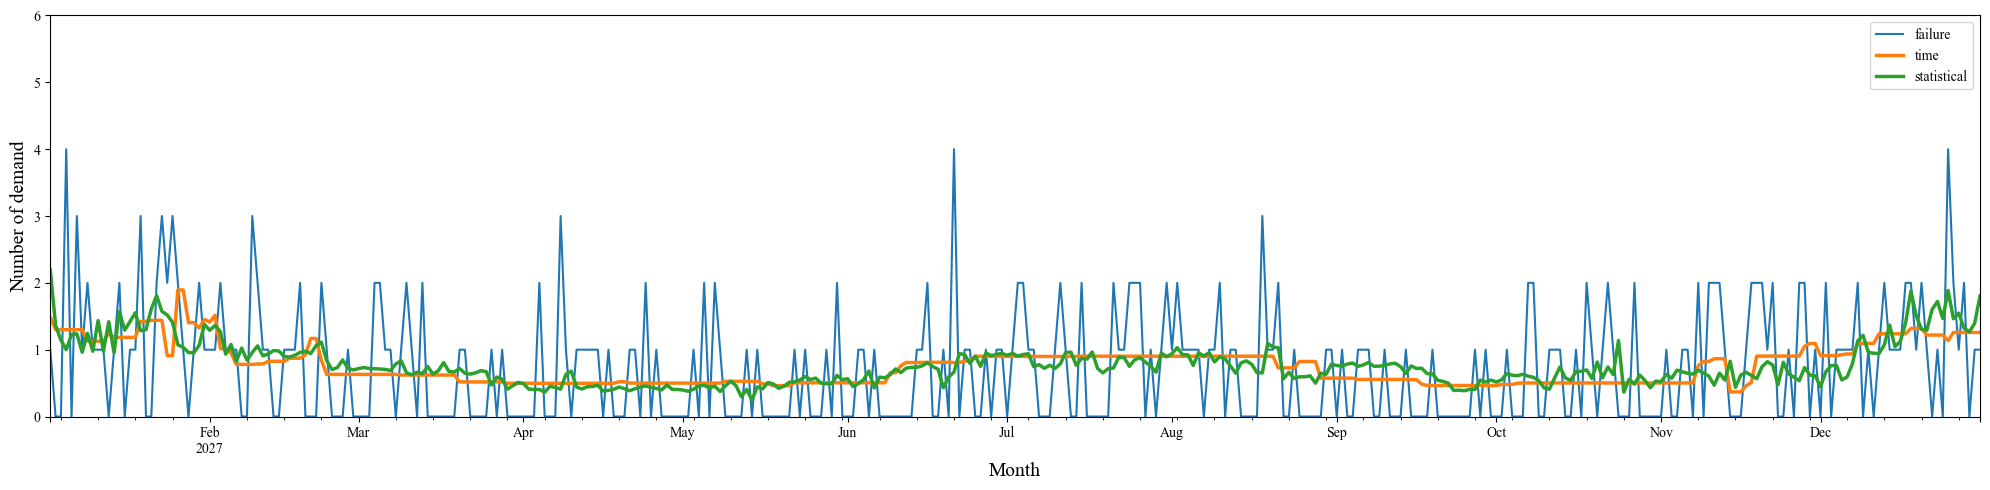 6
5
4
3
2
1
0
Number of demand
failure
time
statistical
Feb
2027
Mar
Apr
May
Jun
Jul
Aug
Sep
Oct
Nov
Dec
Month